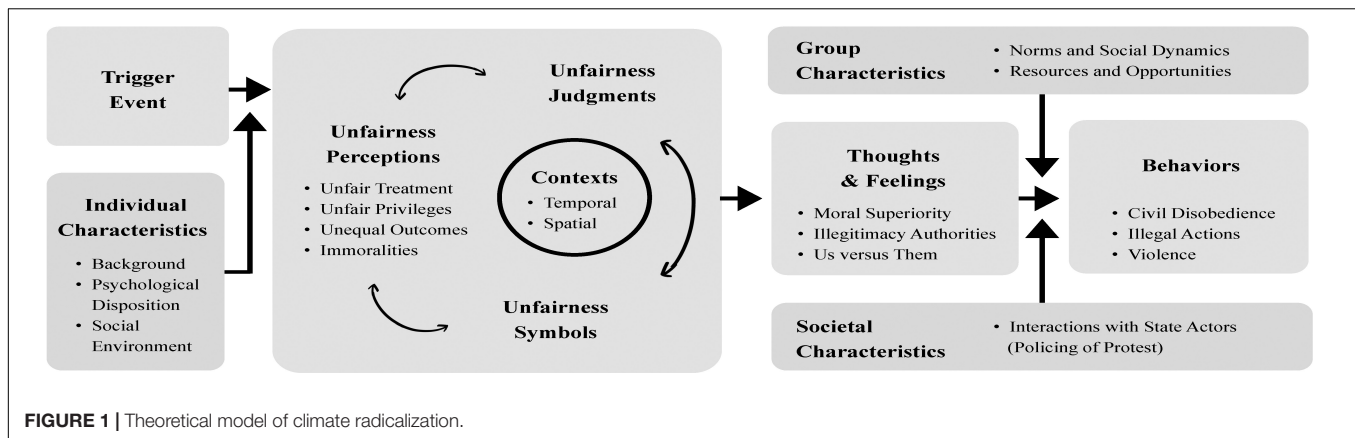 Trigger
Event
Individual
Characteristics
• Background
• Psychological
Disposition
• Social
Environment
Unfairness
Perceptions
• Unfair Treatment
• Unfair Privileges
• Unequal Outcomes
• Immoralities
Unfairness
Judgments
Contexts
• Temporal
• Spatial
Unfairness
Symbols
Group
Characteristics
• Norms and Social Dynamics
• Resources and Opportunities
Thoughts
& Feelings
• Moral Superiority
• Illegitimacy Authorities
• Us versus Them
Behaviors
• Civil Disobedience
• Illegal Actions
• Violence
Societal
Characteristics
• Interactions with State Actors
(Policing of Protest)
FIGURE 1 | Theoretical model of climate radicalization.